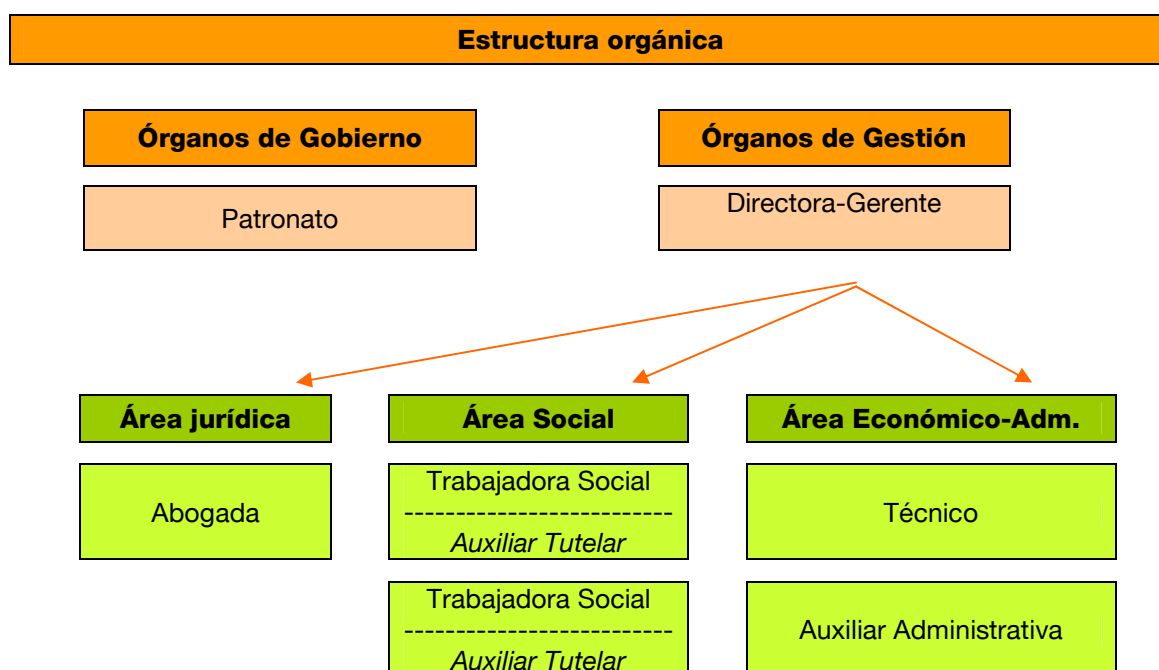 Estructura orgánica
Órganos de Gobierno
Órganos de Gestión
Patronato
Directora-Gerente
Área jurídica
Área Social
Área Económico-Adm.
Abogada
Trabajadora Social
--------------------------
Auxiliar Tutelar
Técnico
Trabajadora Social
--------------------------
Auxiliar Tutelar
Auxiliar Administrativa